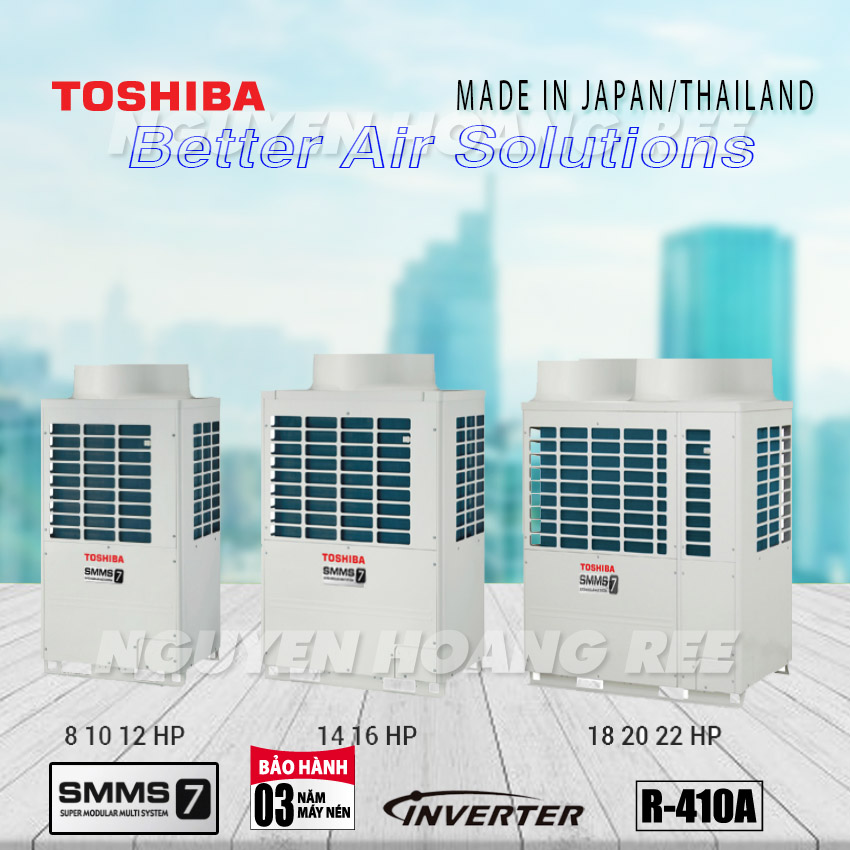 TOSHIBA
MADE IN JAPAN/THAILAND
NGUYEN HOANG REE
Better Air Solutions
TOSHIBA
SMMS 7
TOSHIBA
SMMS 7
TOSHIBA
SMMS 7
NGUYEN HOANG REE
8 10 12 HP
14 16 HP
18 20 22 HP
SMMS 7
SUPER MODULAR MULTI SYSTEM
BẢO HÀNH
03 NĂM
MÁY NÉN
INVERTER
R-410A